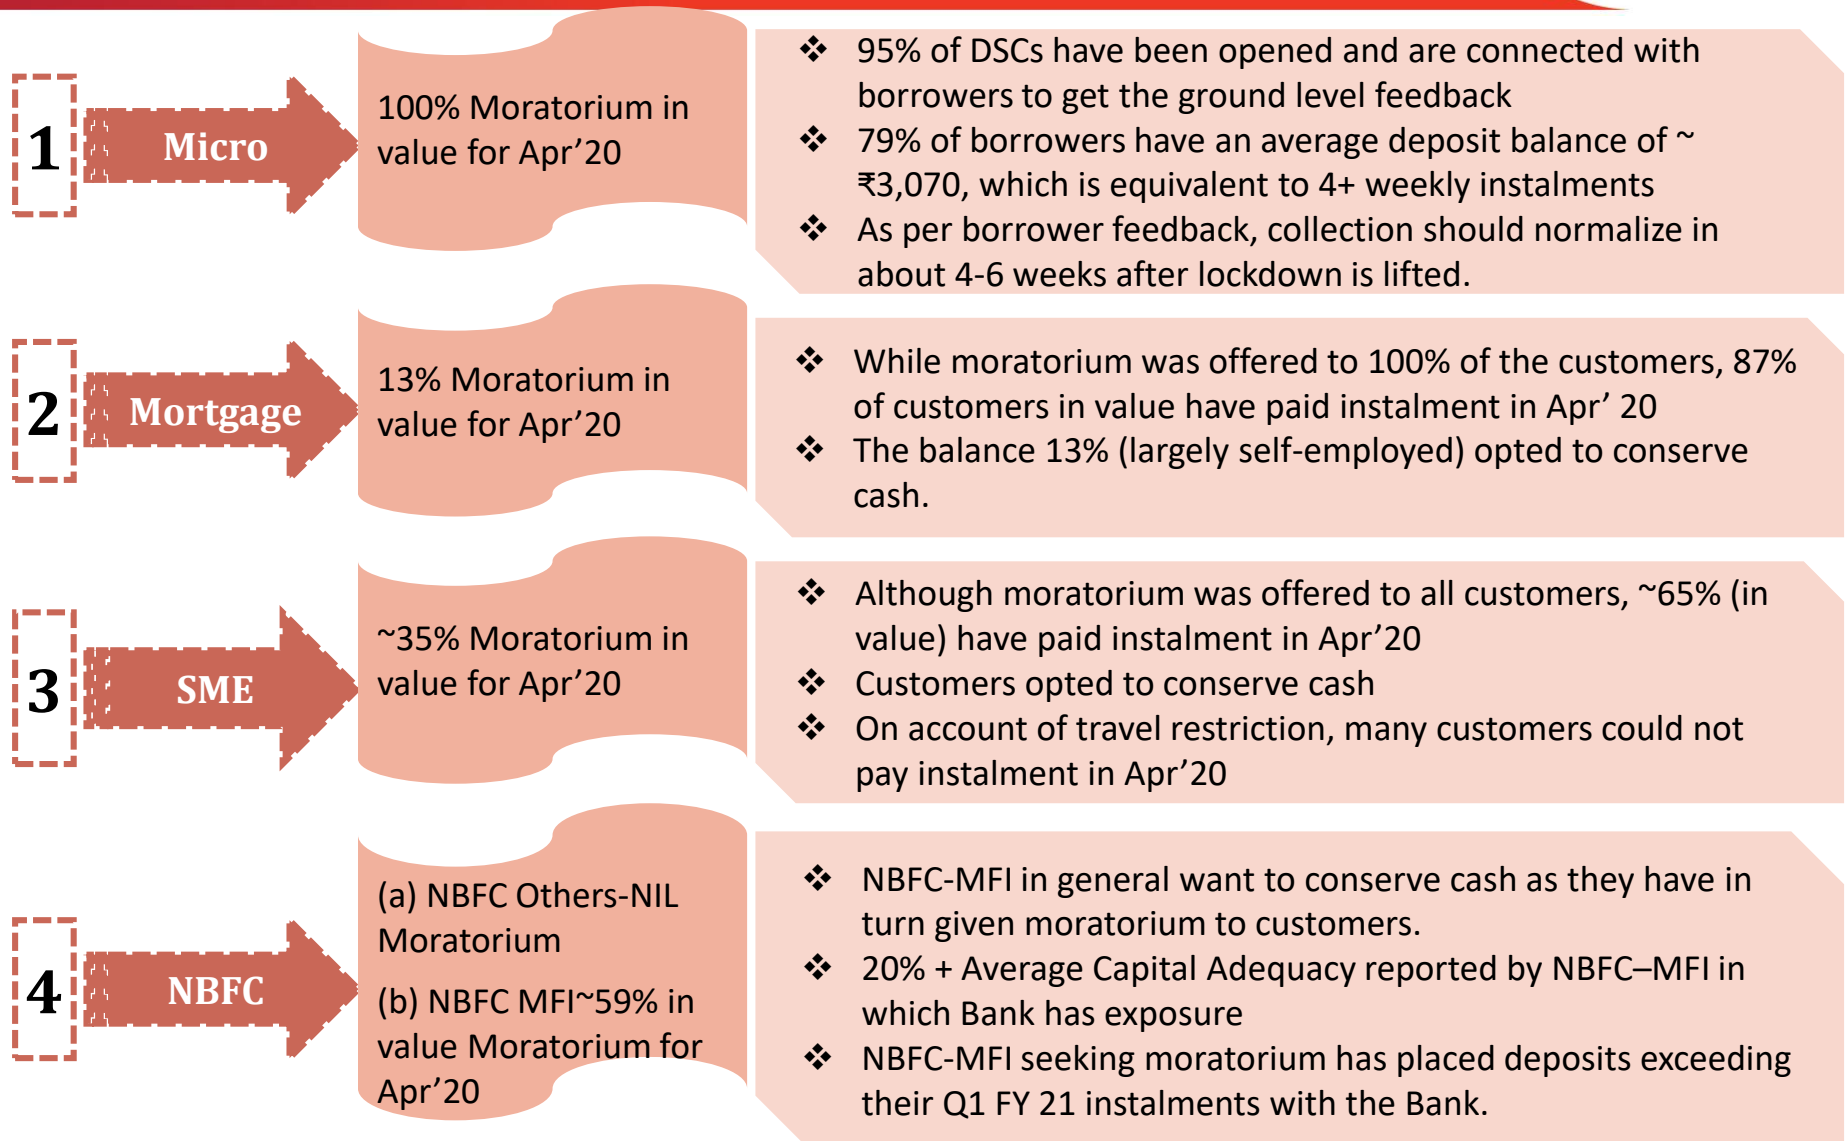 1
Micro
100% Moratorium in
value for Apr’20
❖ 95% of DSCs have been opened and are connected with
borrowers to get the ground level feedback
❖ 79% of borrowers have an average deposit balance of ~
₹3,070, which is equivalent to 4+ weekly instalments
❖ As per borrower feedback, collection should normalize in
about 4-6 weeks after lockdown is lifted.
2
Mortgage
13% Moratorium in
value for Apr’20
❖ While moratorium was offered to 100% of the customers, 87%
of customers in value have paid instalment in Apr’ 20
❖ The balance 13% (largely self-employed) opted to conserve
cash.
3
SME
~35% Moratorium in
value for Apr’20
❖ Although moratorium was offered to all customers, ~65% (in
value) have paid instalment in Apr’20
❖ Customers opted to conserve cash
❖ On account of travel restriction, many customers could not
pay instalment in Apr’20
4
NBFC
(a) NBFC Others-NIL
Moratorium
(b) NBFC MFI~59% in
value Moratorium for
Apr’20
❖ NBFC-MFI in general want to conserve cash as they have in
turn given moratorium to customers.
❖ 20% + Average Capital Adequacy reported by NBFC–MFI in
which Bank has exposure
❖ NBFC-MFI seeking moratorium has placed deposits exceeding
their Q1 FY 21 instalments with the Bank.